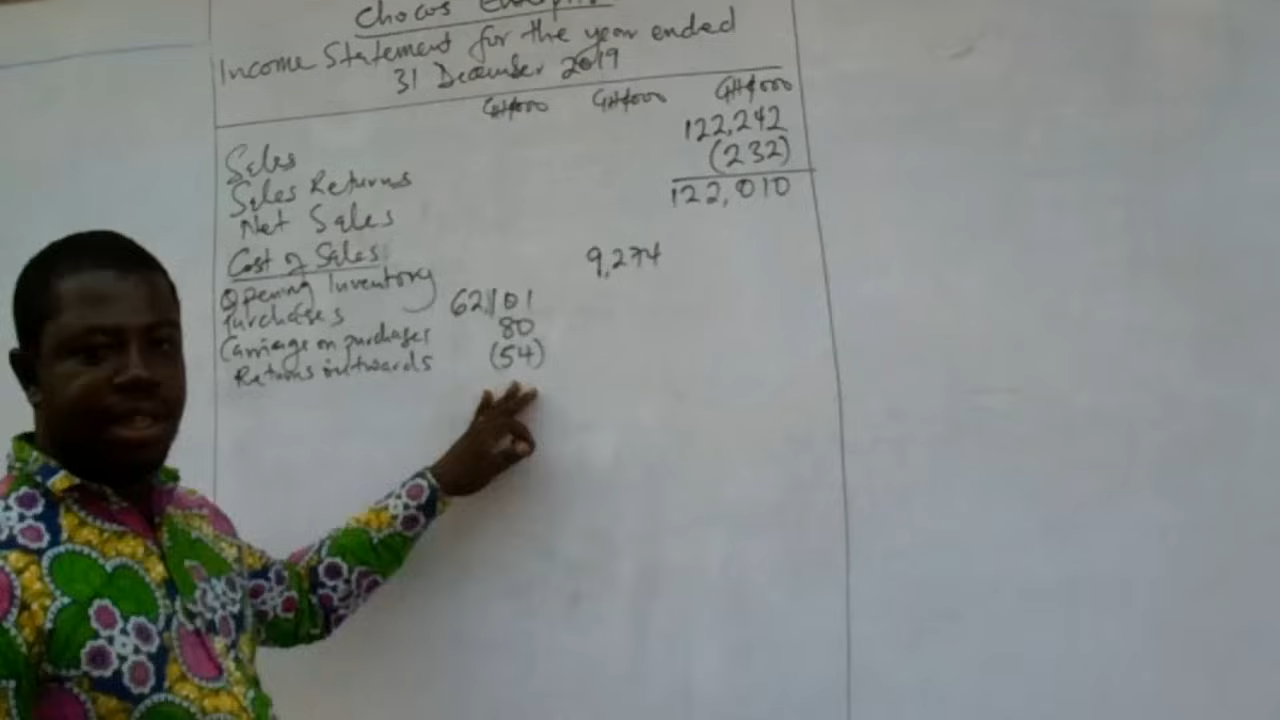 Chocos
Income Statement for the year ended
31 December 2019
GH¢000 GH¢000 GH¢000
Sales 122,242
Sales Returns (232)
Net Sales 122,010
Cost of Sales
Opening Inventory 9,274
Purchases 62,101
Carriage on purchases 80
Returns outwards (54)